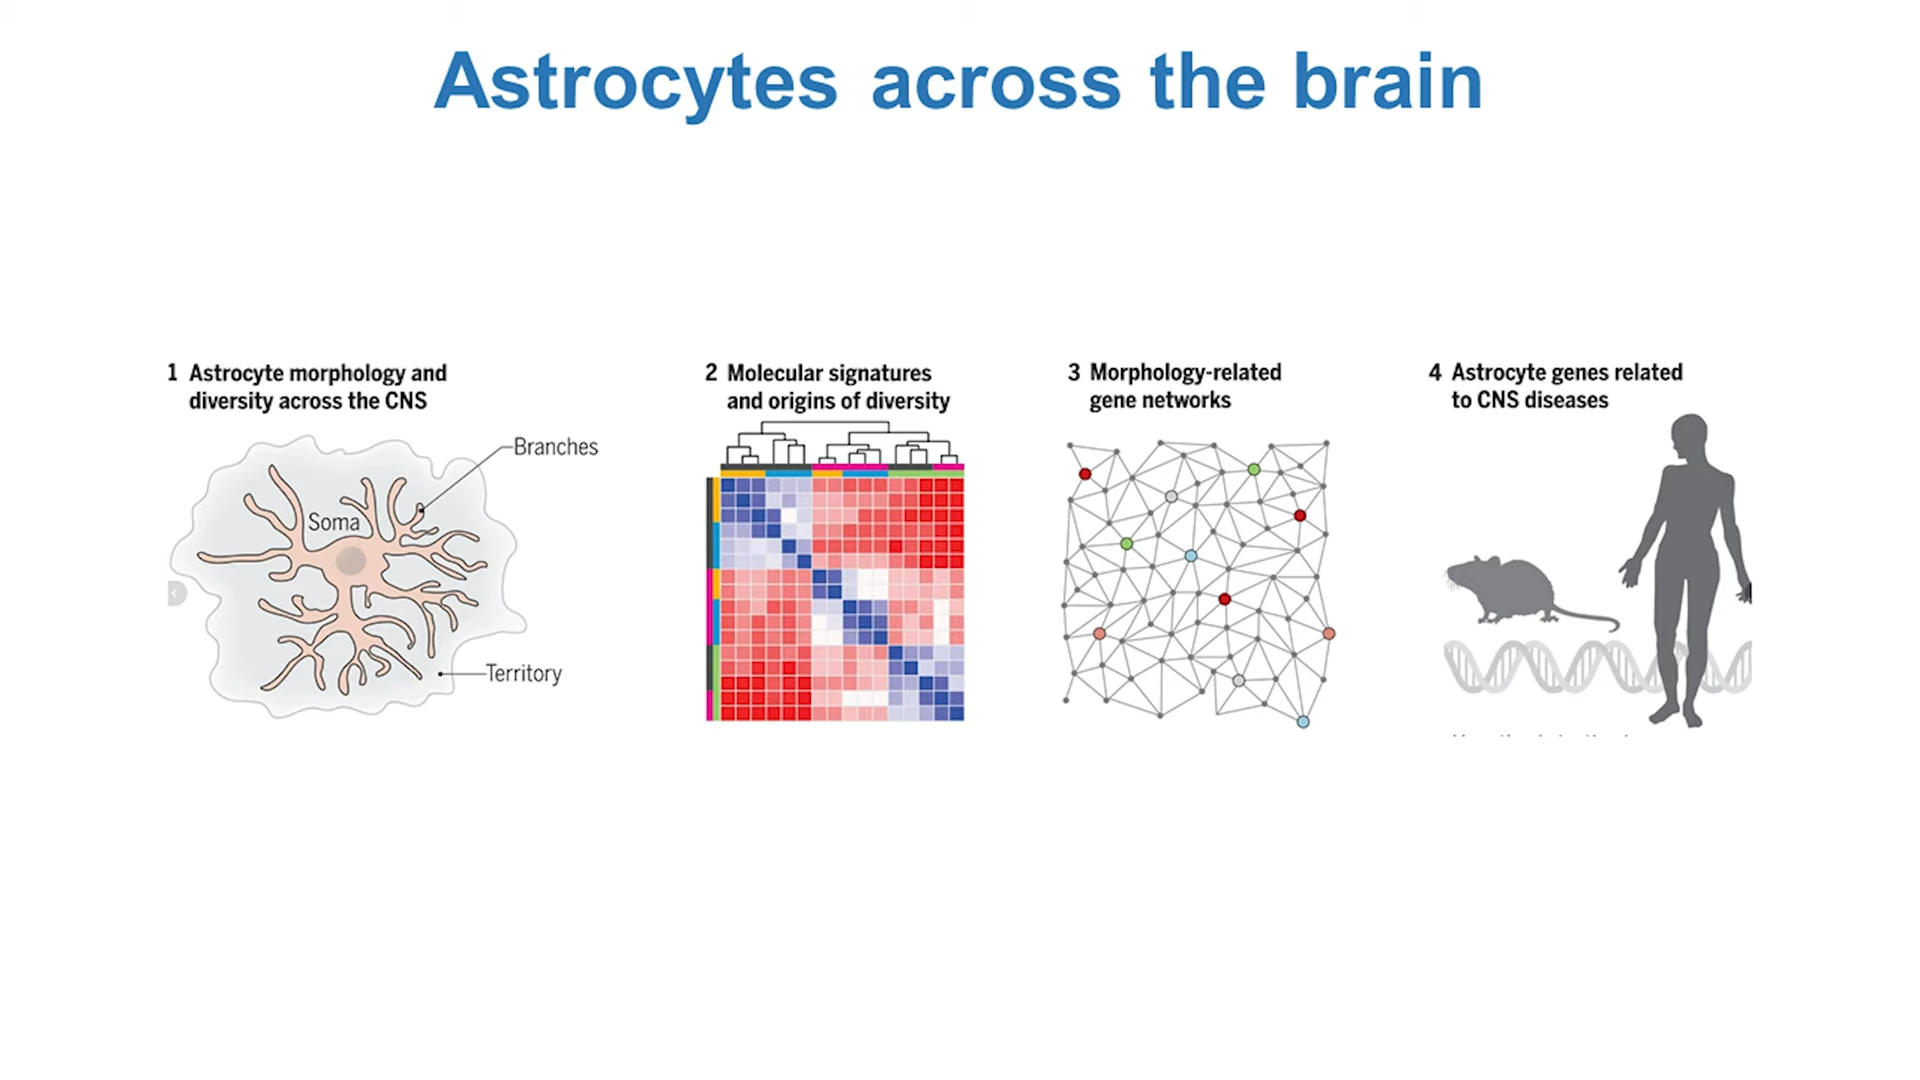 Astrocytes across the brain
1 Astrocyte morphology and
diversity across the CNS
Branches
Soma
Territory
2 Molecular signatures
and origins of diversity
3 Morphology-related
gene networks
4 Astrocyte genes related
to CNS diseases